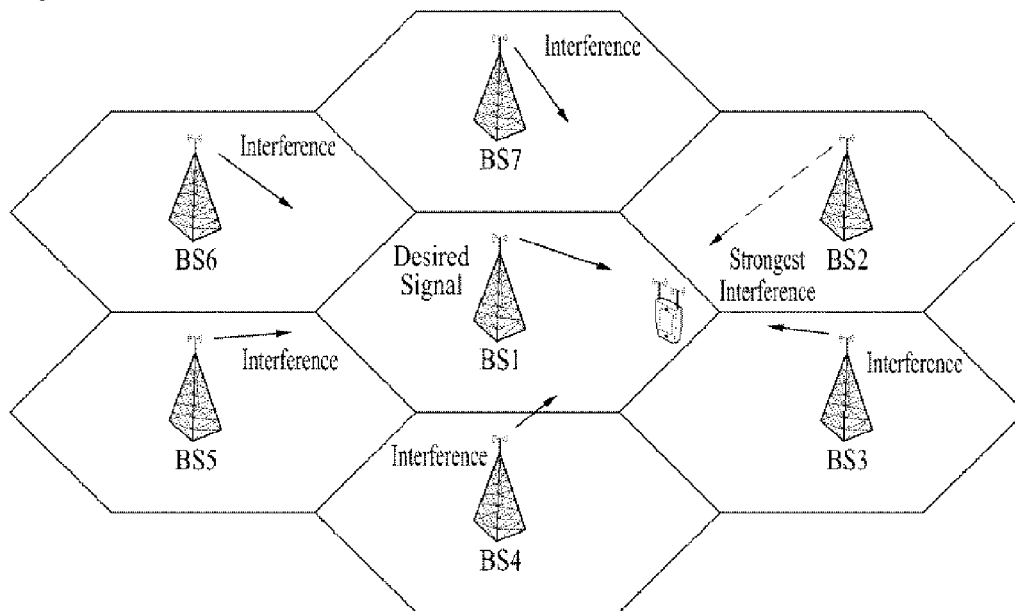 Interference
BS7
Interference
BS6
BS2
Desired
Signal
Strongest
Interference
BS1
Interference
BS5
Interference
BS3
Interference
BS4